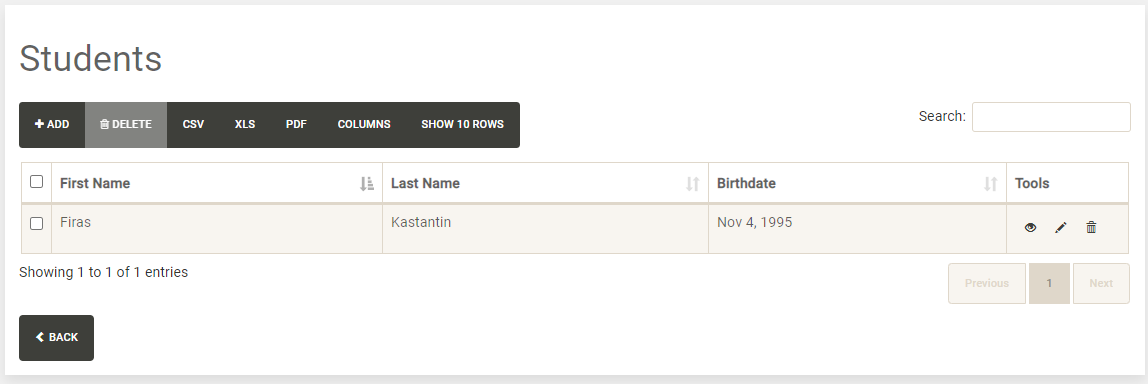 Students
ADD DELETE CSV XLS PDF COLUMNS SHOW 10 ROWS Search:
First Name Last Name Birthdate Tools
Firas Kastantin Nov 4, 1995
Showing 1 to 1 of 1 entries Previous 1 Next
BACK